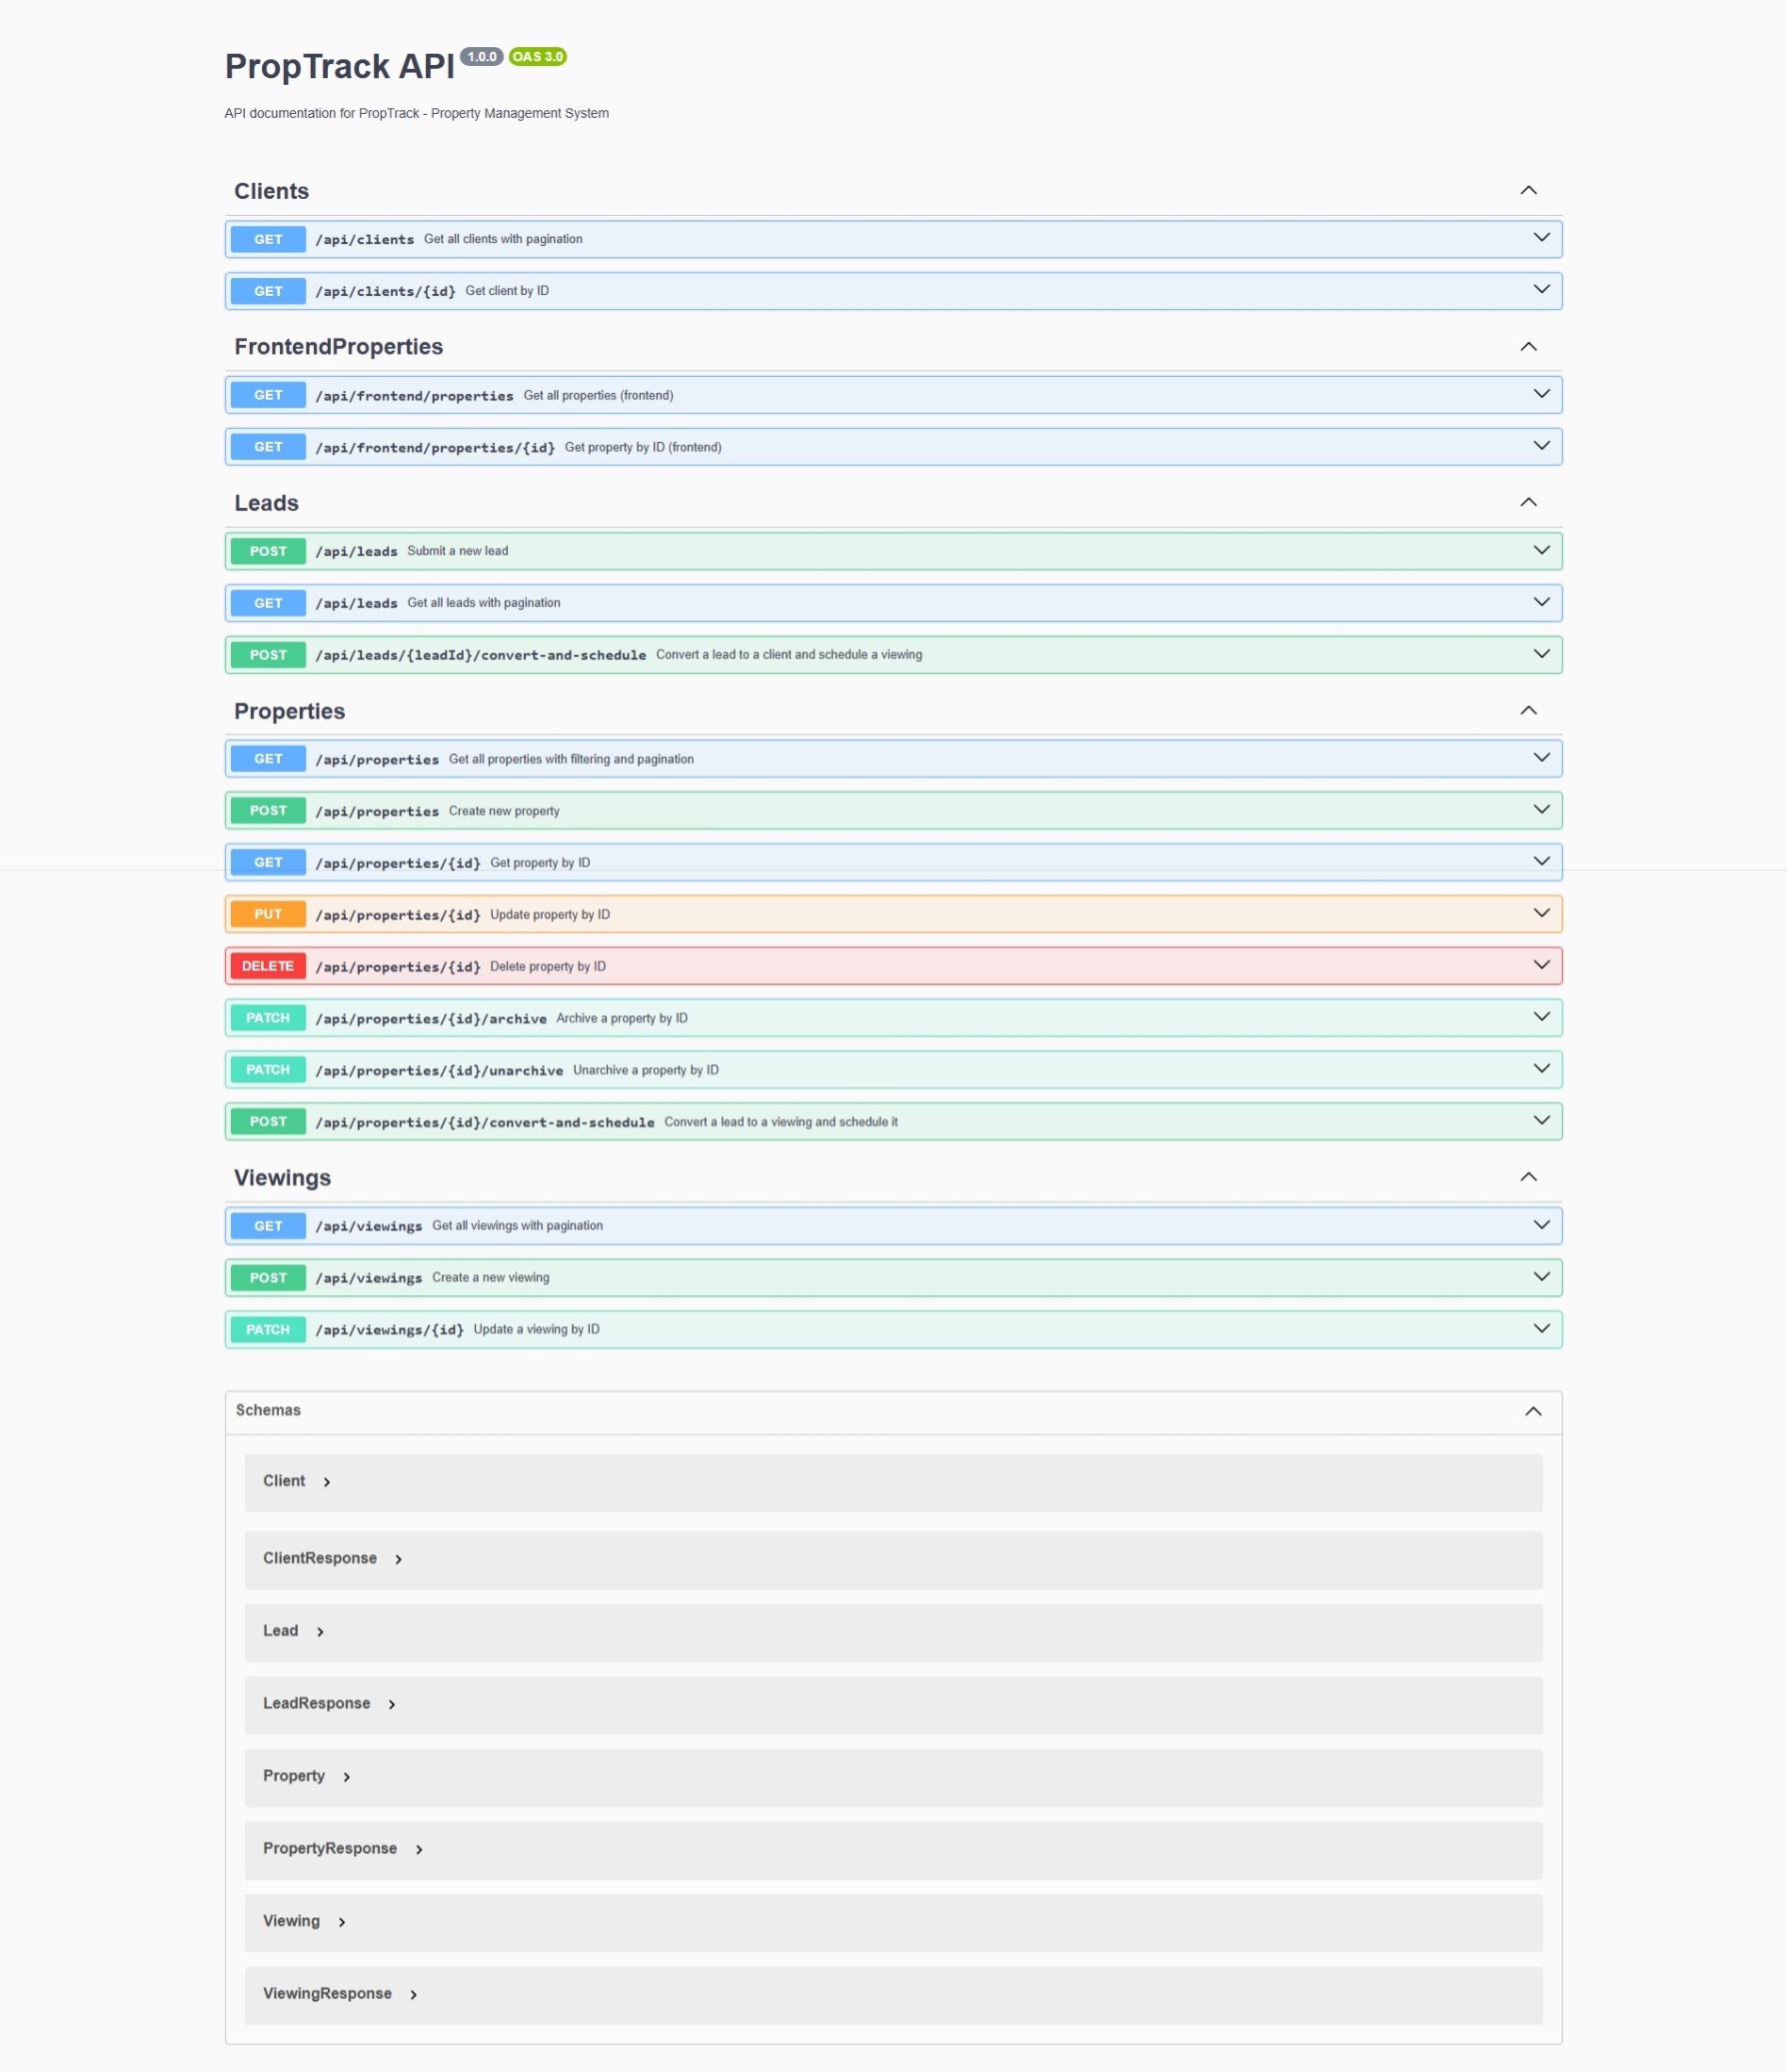 PropTrack API 1.0.0 OAS 3.0
API documentation for PropTrack - Property Management System
Clients
GET /api/clients Get all clients with pagination
GET /api/clients/{id} Get client by ID
FrontendProperties
GET /api/frontend/properties Get all properties (frontend)
GET /api/frontend/properties/{id} Get property by ID (frontend)
Leads
POST /api/leads Submit a new lead
GET /api/leads Get all leads with pagination
POST /api/leads/{leadId}/convert-and-schedule Convert a lead to a client and schedule a viewing
Properties
GET /api/properties Get all properties with filtering and pagination
POST /api/properties Create new property
GET /api/properties/{id} Get property by ID
PUT /api/properties/{id} Update property by ID
DELETE /api/properties/{id} Delete property by ID
PATCH /api/properties/{id}/archive Archive a property by ID
PATCH /api/properties/{id}/unarchive Unarchive a property by ID
POST /api/properties/{id}/convert-and-schedule Convert a lead to a viewing and schedule it
Viewings
GET /api/viewings Get all viewings with pagination
POST /api/viewings Create a new viewing
PATCH /api/viewings/{id} Update a viewing by ID
Schemas
Client
ClientResponse
Lead
LeadResponse
Property
PropertyResponse
Viewing
ViewingResponse